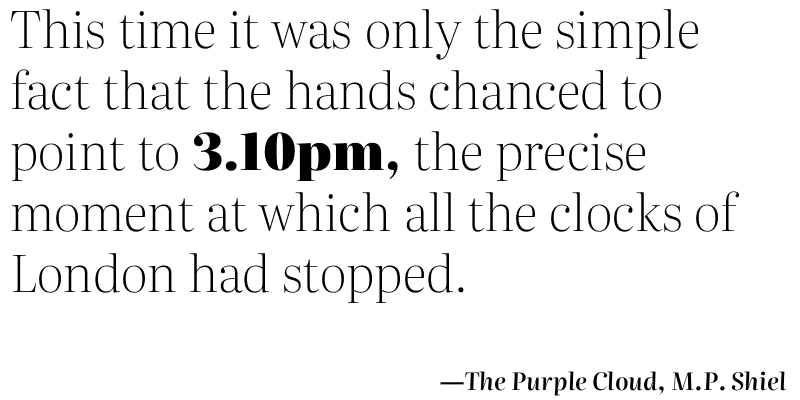 This time it was only the simple
fact that the hands chanced to
point to 3.10pm, the precise
moment at which all the clocks of
London had stopped.
—The Purple Cloud, M.P. Shiel